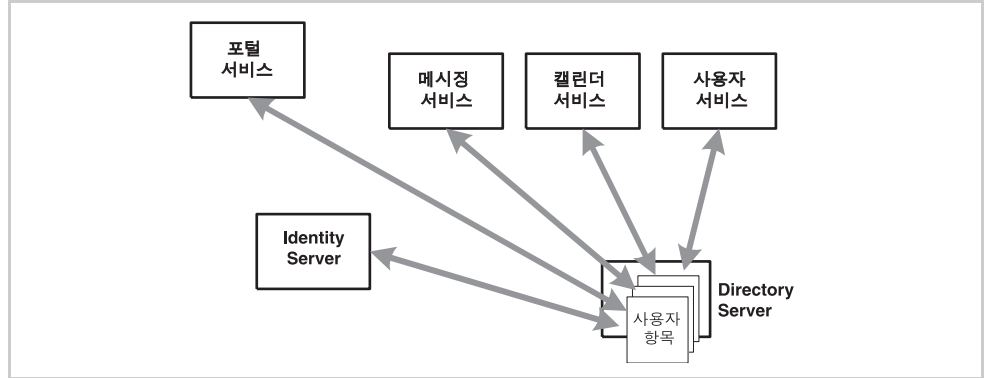 포털
서비스
메시징
서비스
캘린더
서비스
사용자
서비스
Identity
Server
Directory
Server
사용자
항목